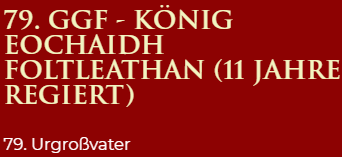 79. GGF - KÖNIG
EOCHAIDH
FOLTLEATHAN (11 JAHRE
REGIERT)
79. Urgroßvater